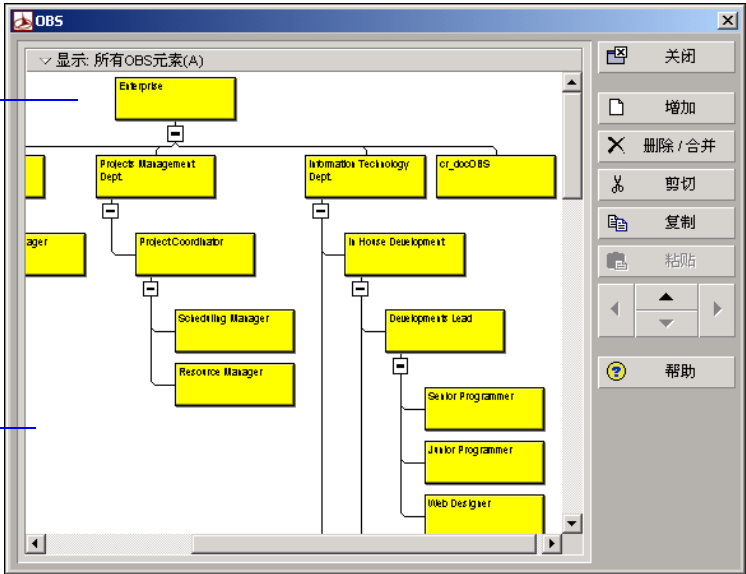 OBS
显示: 所有OBS元素(A)
Enterprise
Projects Management
Dept.
Information Technology
Dept.
cr_docOBS
ager
Project Coordinator
In House Development
Scheduling Manager
Developments Lead
Resource Manager
Senior Programmer
Junior Programmer
Web Designer
关闭
增加
删除 / 合并
剪切
复制
粘贴
帮助